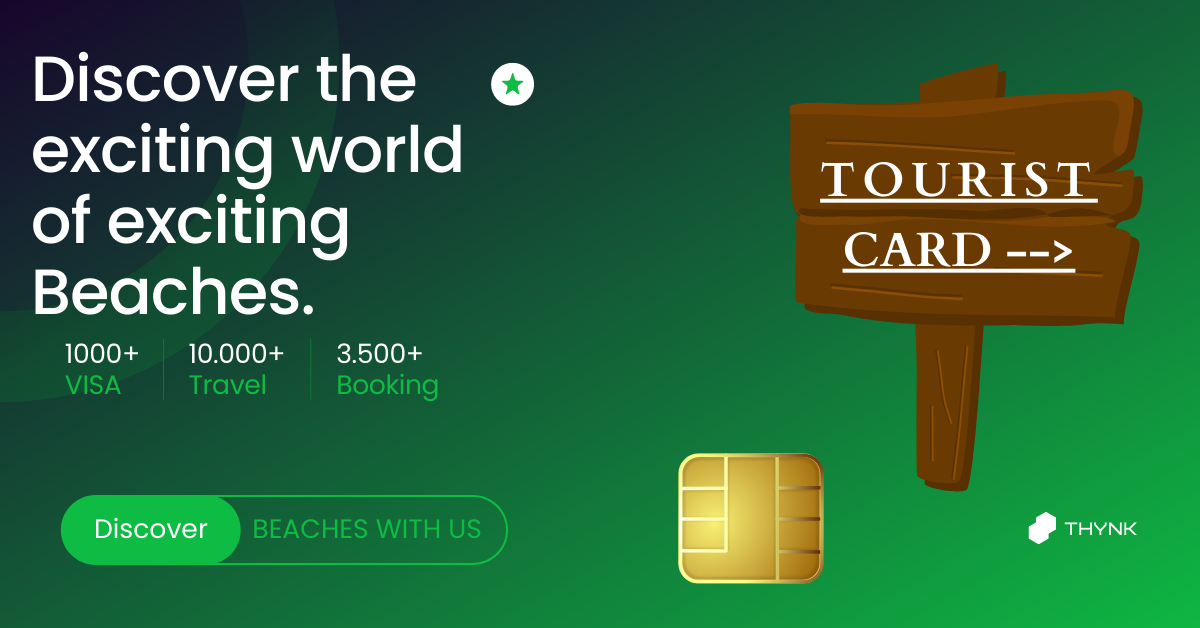 Discover the
exciting world
of exciting
Beaches.
1000+ 10.000+ 3.500+
VISA Travel Booking
Discover BEACHES WITH US
TOURIST
CARD -->
THYNK